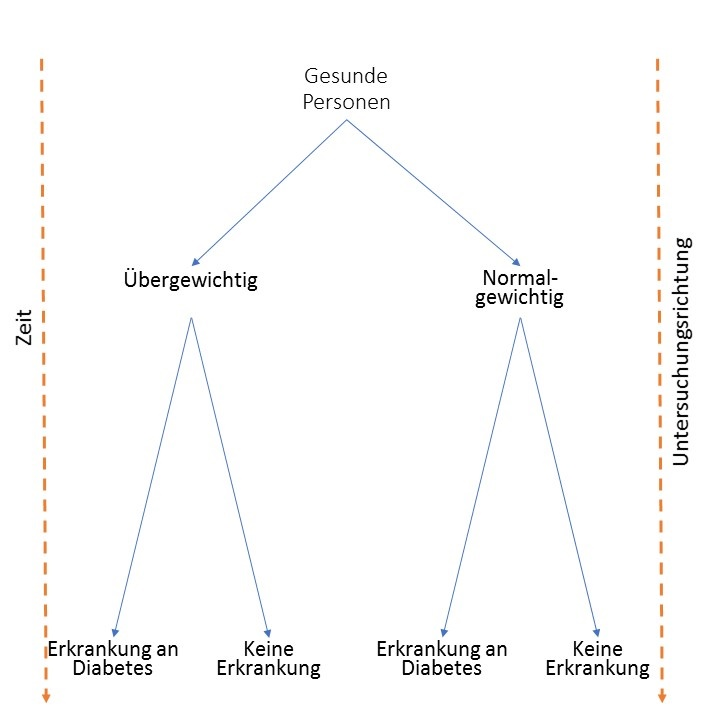 Gesunde
Personen
Übergewichtig
Normal-
gewichtig
Zeit
Untersuchungsrichtung
Erkrankung an
Diabetes
Keine
Erkrankung
Erkrankung an
Diabetes
Keine
Erkrankung